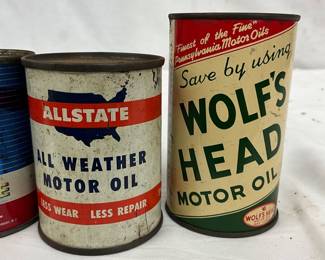 ALLSTATE
ALL WEATHER
MOTOR OIL
LESS WEAR LESS REPAIR
"Finest of the Fine"
Pennsylvania Motor Oils
Save by using
WOLF'S
HEAD
MOTOR OIL
WOLF'S HEAD